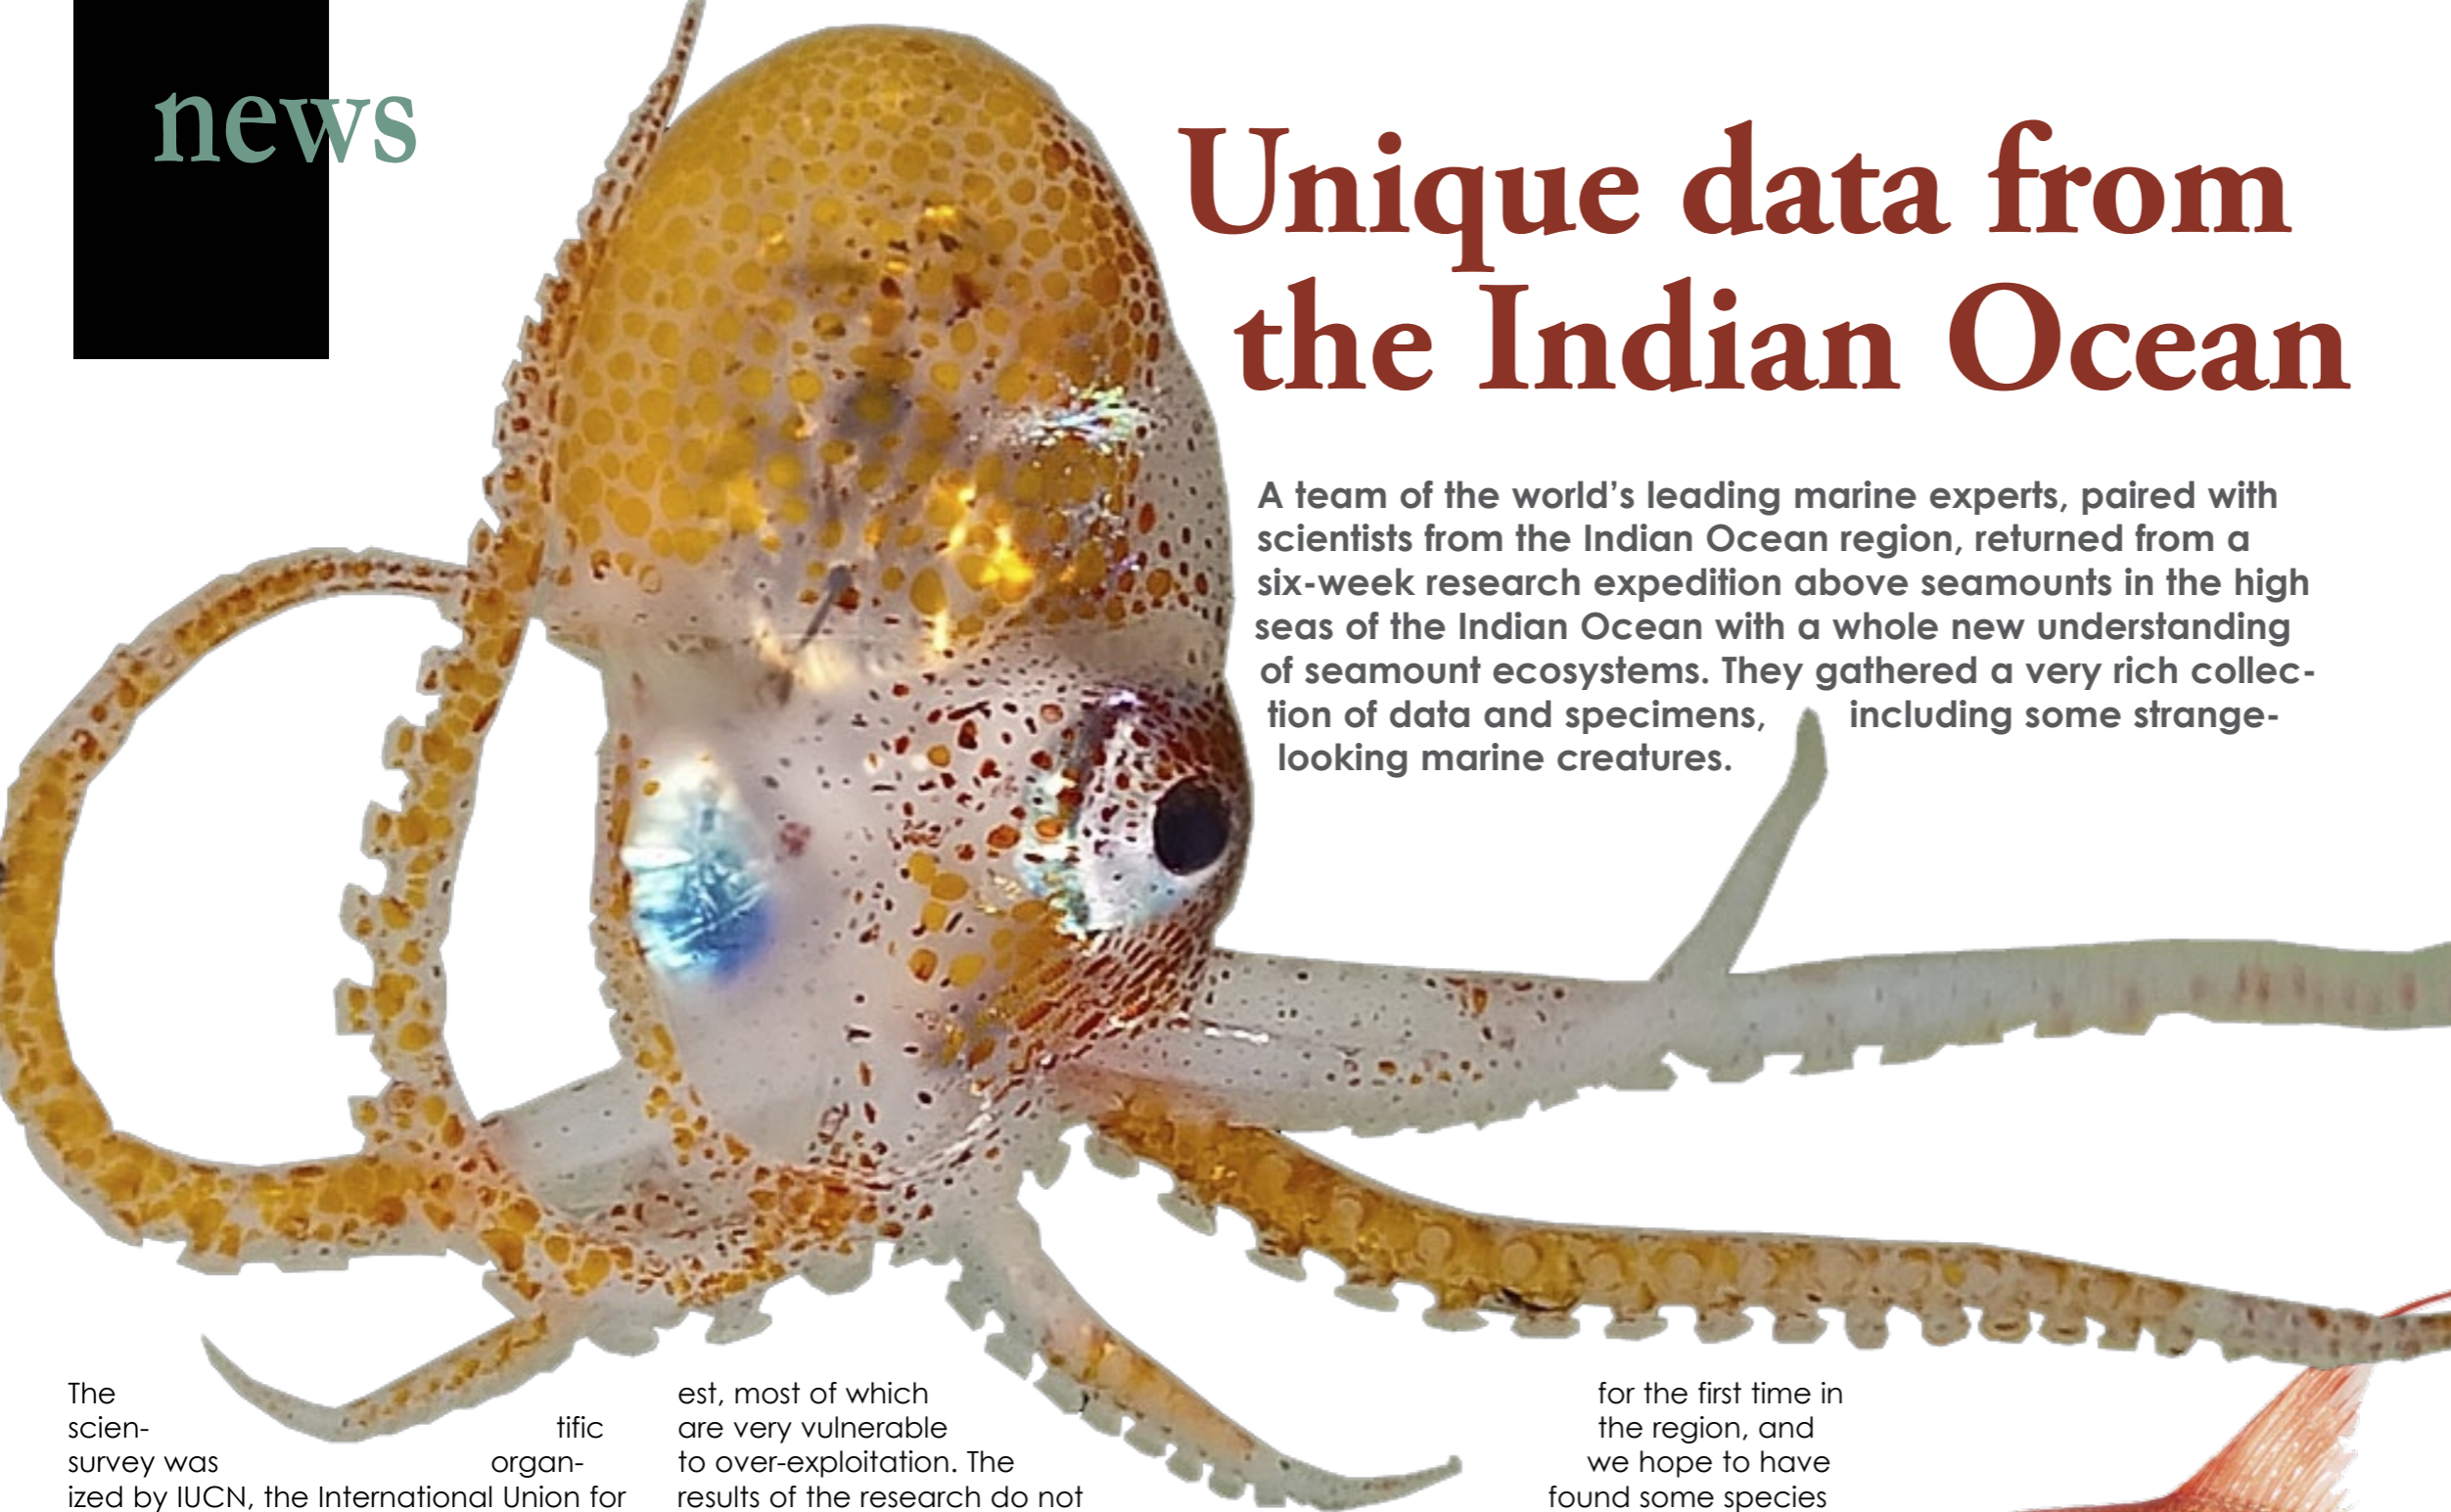 news
Unique data from
the Indian Ocean
A team of the world’s leading marine experts, paired with
scientists from the Indian Ocean region, returned from a
six-week research expedition above seamounts in the high
seas of the Indian Ocean with a whole new understanding
of seamount ecosystems. They gathered a very rich collec-
tion of data and specimens, including some strange-
looking marine creatures.
The
scien- tific
survey was organ-
ized by IUCN, the International Union for
est, most of which
are very vulnerable
to over-exploitation. The
results of the research do not
for the first time in
the region, and
we hope to have
found some species